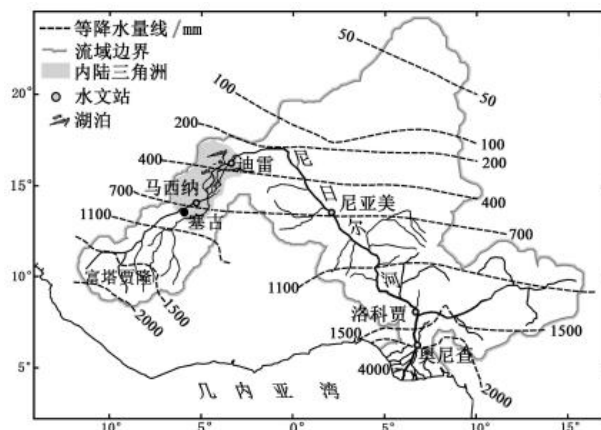 等降水量线/mm
流域边界
内陆三角洲
水文站
湖泊
20°
15°
10°
5°
50
50
100
100
200
200
400
400
700
700
1100
1100
1500
1500
1500
2000
2000
4000
迪雷
马西纳
塞古
富塔贾隆
尼日尔河
尼亚美
洛科贾
奥尼查
几内亚湾
10°
5°
0°
5°
10°
15°